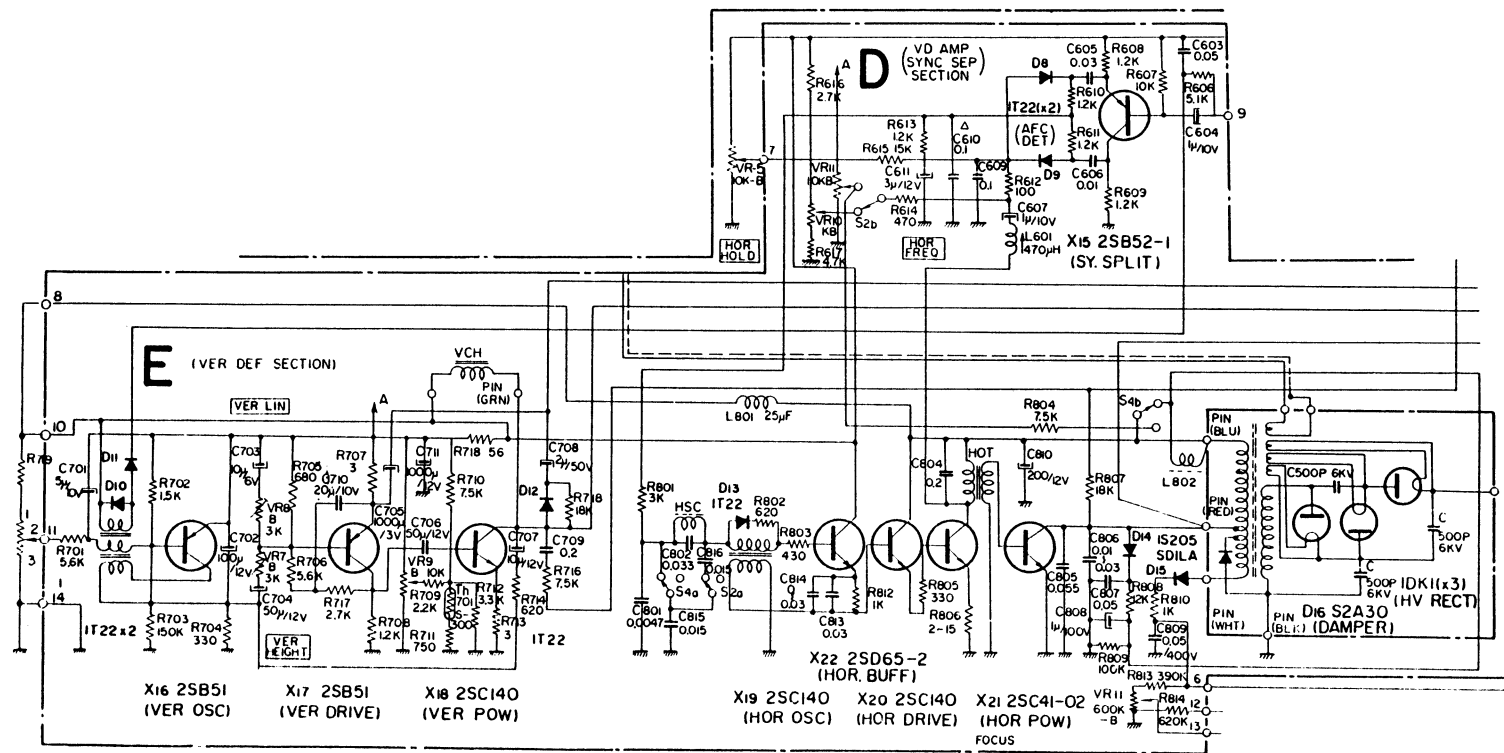 D
(VD AMP
SYNC SEP
SECTION)
A
R616
2.7K
D8
C605
0.03
R608
1.2K
R607
10K
C603
0.05
R606
5.1K
C604
1μ/10V
9
R610
1.2K
1T22(x2)
(AFC
DET)
R611
1.2K
D9
C606
0.01
R609
1.2K
R613
1.2K
R615 15K
Δ
C610
0.1
C609
0.1
C611
3μ/12V
R612
100
C607
1μ/10V
L601
470μH
R614
470
S2b
7
VR-5
10K-B
VR11
10KB
VR10
KB
R617
4.7K
HOR
HOLD
HOR
FREQ
X15 2SB52-1
(SY. SPLIT)
8
E
(VER DEF SECTION)
VCH
PIN
(GRN)
VER LIN
A
10
R719
C701
5μ
10V
D11
D10
R702
1.5K
C703
10μ
6V
VR8
B
3K
R705
680
C710
20μ/10V
R707
3
C705
1000μ
/3V
C711
1000μ
12V
R718 56
R710
7.5K
C708
2μ/50V
D12
R718
18K
C709
0.2
R716
7.5K
1
2
3
11
R701
5.6K
C702
100μ
12V
VR7
B
3K
R706
5.6K
C706
50μ/12V
VR9
B 10K
C707
10μ
12V
C704
50μ/12V
R717
2.7K
R709
2.2K
Th
701
S-
300
R712
3.3K
R714
620
R713
3
1
14
1T22x2
R703
150K
R704
330
VER
HEIGHT
R708
1.2K
R711
750
1T22
X16 2SB51
(VER OSC)
X17 2SB51
(VER DRIVE)
X18 2SC140
(VER POW)
L801 25μF
R801
3K
HSC
D13
1T22
R802
620
R803
430
C802
0.033
C816
0.015
S4a
S2a
C801
0.0047
C815
0.015
C814
0.03
C813
0.03
R812
1K
R805
330
R806
2-15
C804
0.2
HOT
C810
200/12V
R804
7.5K
S4b
R807
18K
L802
PIN
(BLU)
PIN
(RED)
C500P 6KV
C
500P
6KV
C
500P
6KV
C806
0.01
D14
1S205
SDILA
D15
C805
0.055
0.03
C807
0.05
C808
1μ/100V
R808
12K
R810
1K
C809
0.05
/400V
R809
100K
PIN
(WHT)
PIN
(BLK)
D16 S2A30
(DAMPER)
IDK1(x3)
(HV RECT)
R813 390K
VR11
600K
-B
R814
620K
6
12
13
X22 2SD65-2
(HOR. BUFF)
X19 2SC140
(HOR OSC)
X20 2SC140
(HOR DRIVE)
X21 2SC41-02
(HOR POW)
FOCUS